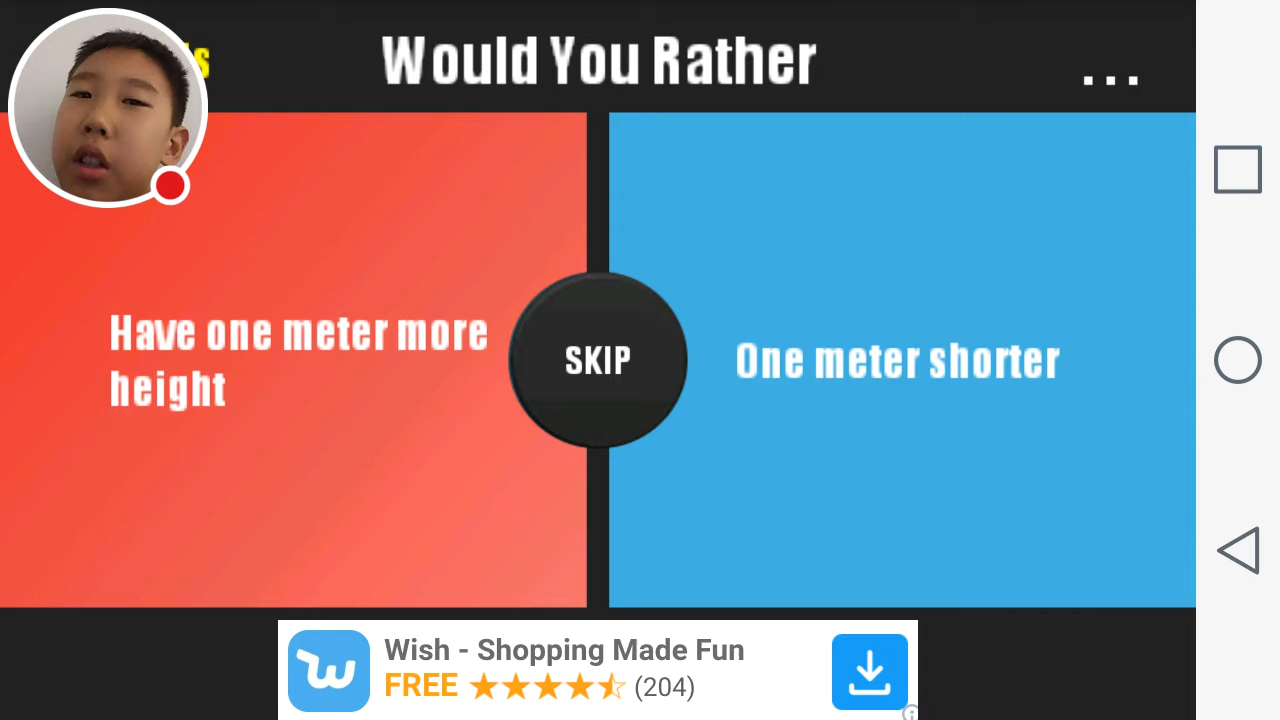 Would You Rather
...
Have one meter more
height
SKIP
One meter shorter
Wish - Shopping Made Fun
FREE (204)